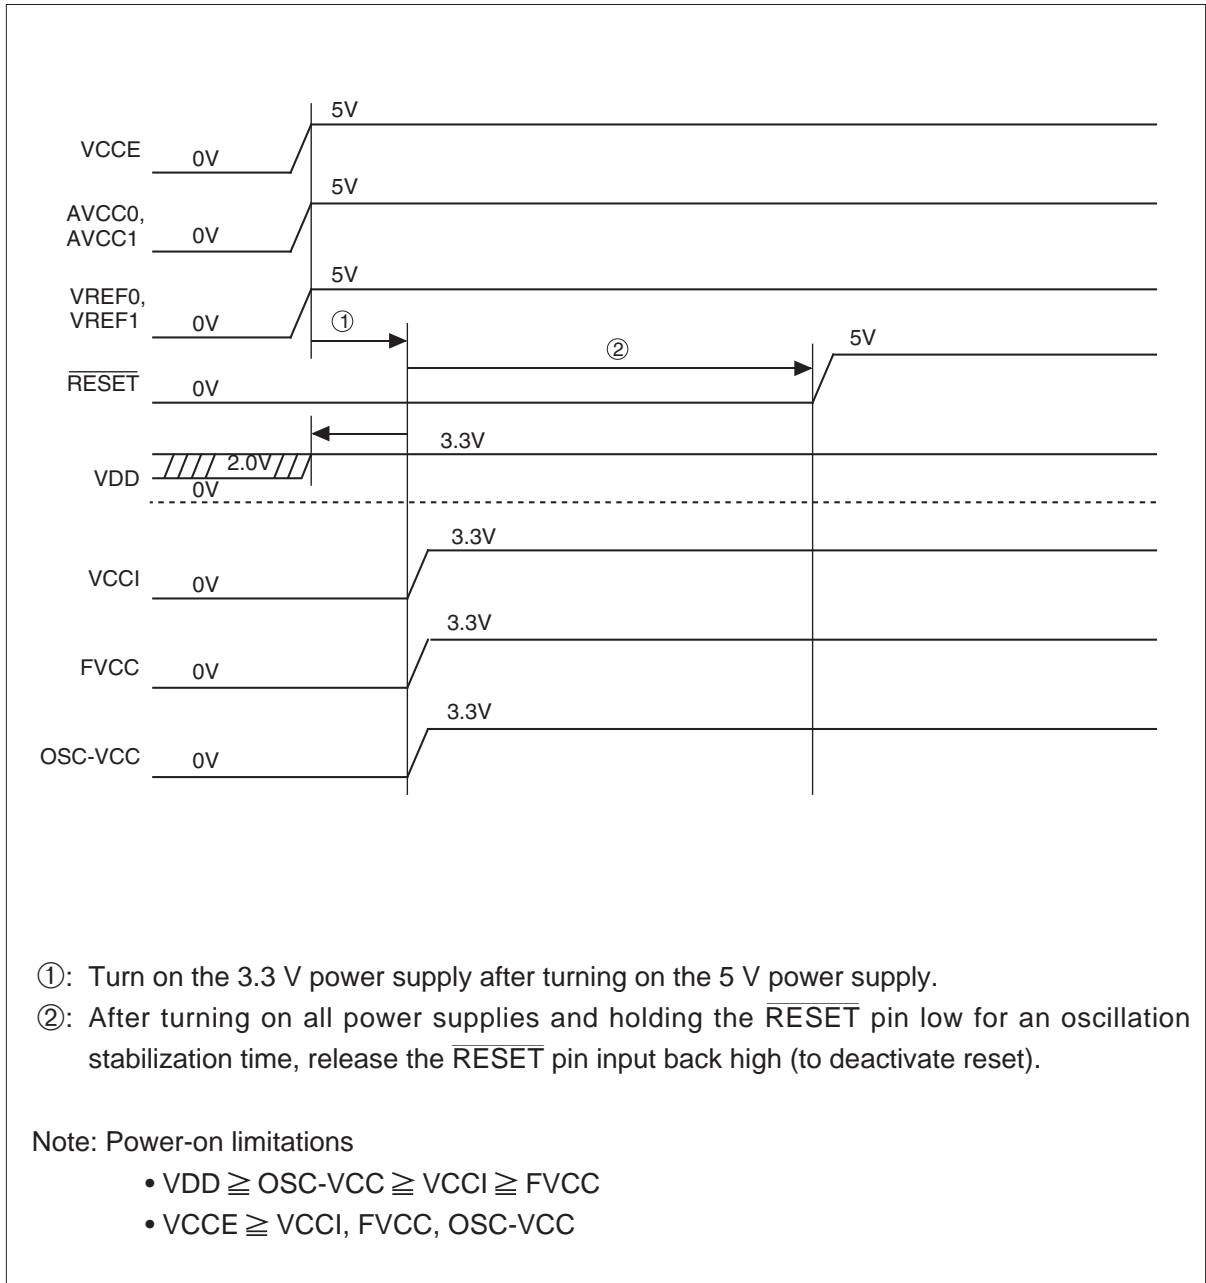 5V
VCCE 0V
5V
AVCC0,
AVCC1 0V
5V
VREF0,
VREF1 0V
①
②
5V
RESET 0V
3.3V
VDD 2.0V
0V
3.3V
VCCI 0V
3.3V
FVCC 0V
3.3V
OSC-VCC 0V
①: Turn on the 3.3 V power supply after turning on the 5 V power supply.
②: After turning on all power supplies and holding the RESET pin low for an oscillation
stabilization time, release the RESET pin input back high (to deactivate reset).
Note: Power-on limitations
• VDD ≧ OSC-VCC ≧ VCCI ≧ FVCC
• VCCE ≧ VCCI, FVCC, OSC-VCC